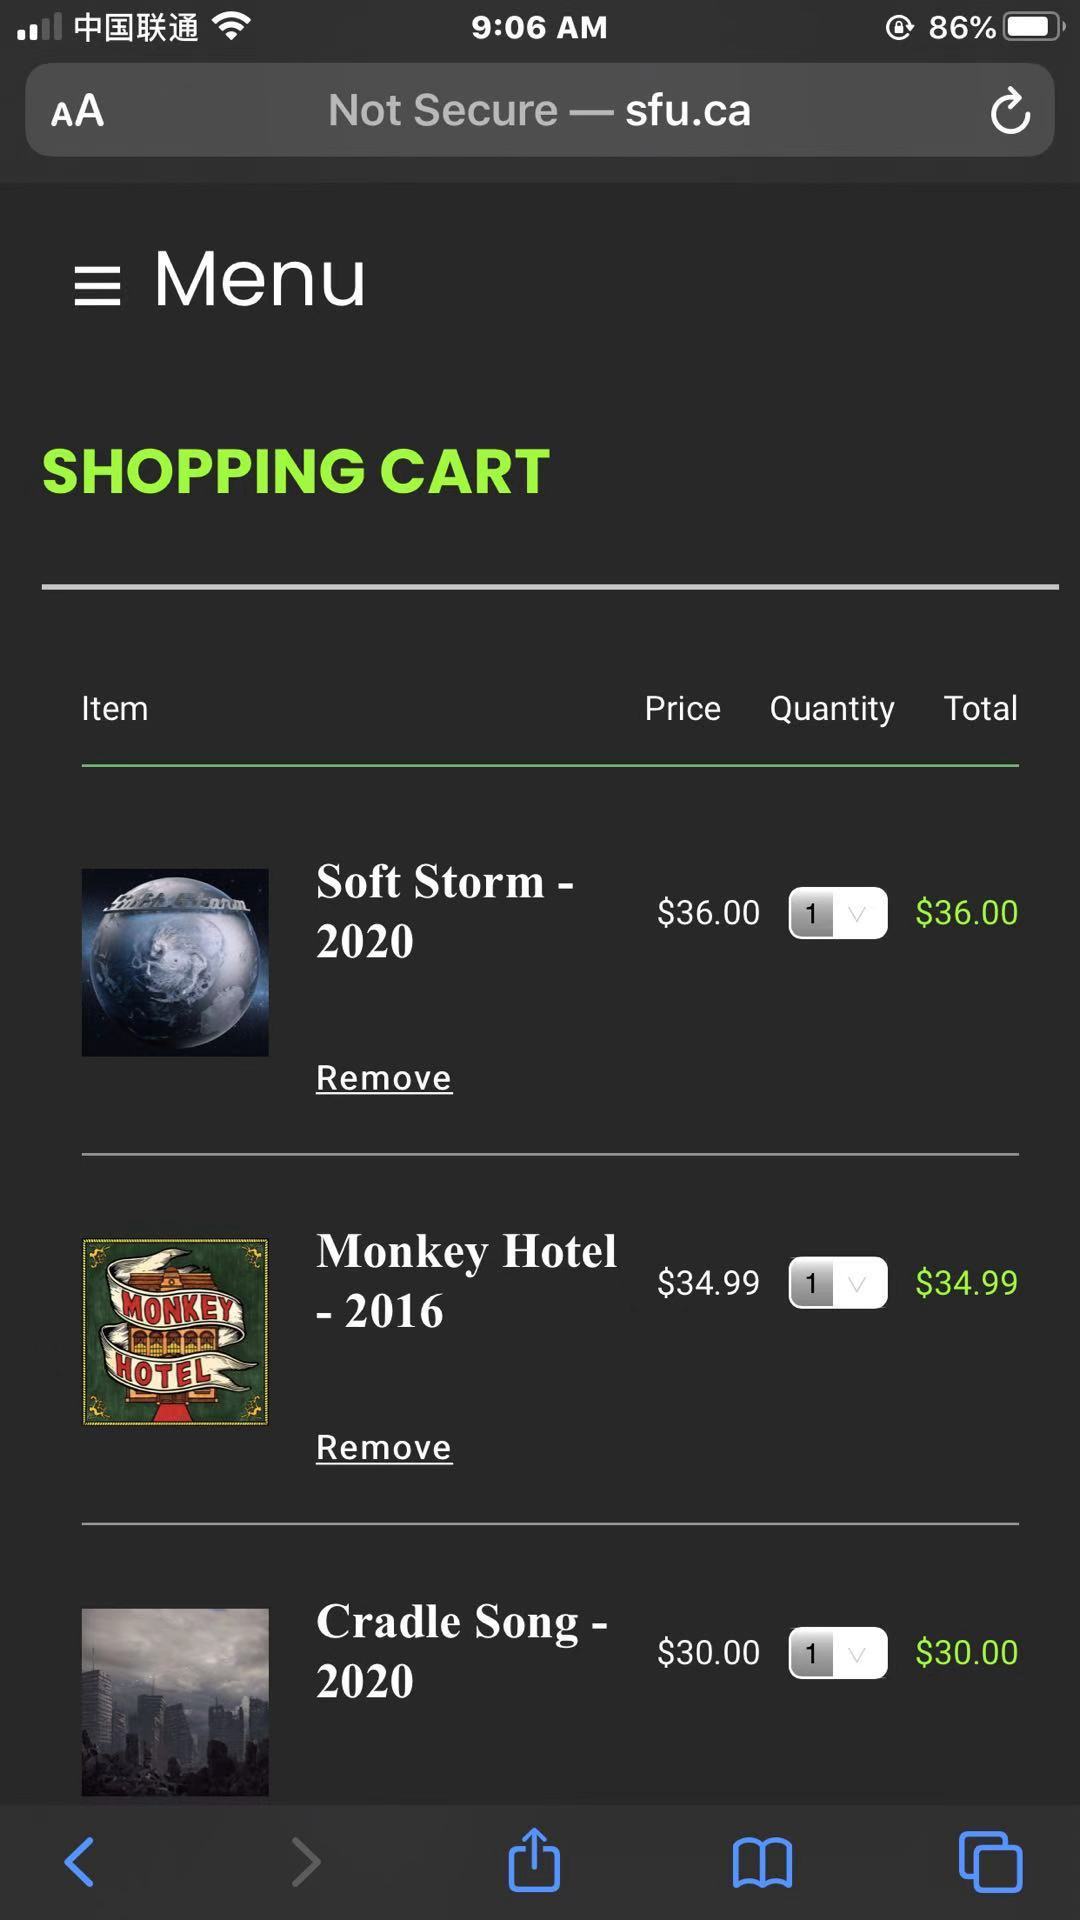 中国联通 9:06 AM 86%
AA Not Secure — sfu.ca
Menu
SHOPPING CART
Item Price Quantity Total
Soft Storm -
2020
$36.00 1 $36.00
Remove
Monkey Hotel
- 2016
$34.99 1 $34.99
MONKEY
HOTEL
Remove
Cradle Song -
2020
$30.00 1 $30.00